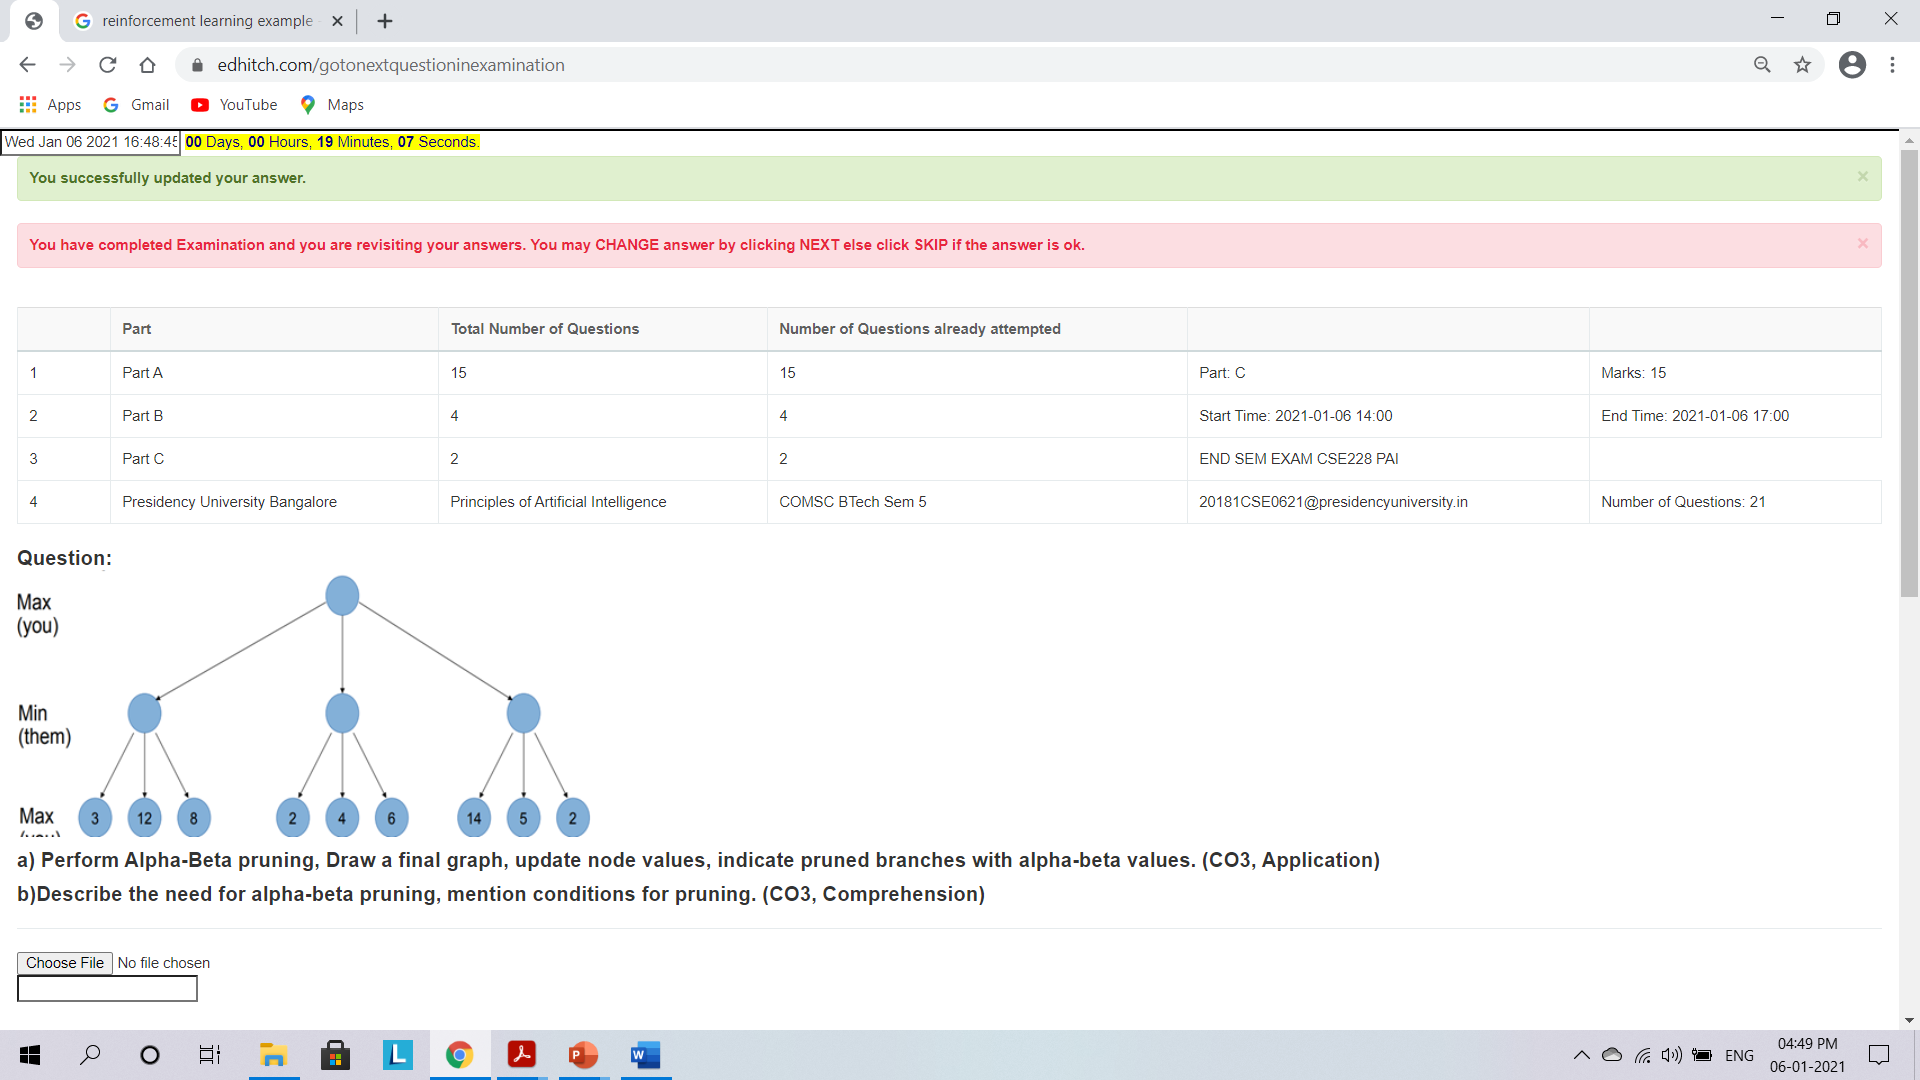 reinforcement learning example
edhitch.com/gotonextquestioninexamination
Apps Gmail YouTube Maps
Wed Jan 06 2021 16:48:45 00 Days, 00 Hours, 19 Minutes, 07 Seconds.
You successfully updated your answer. ×
You have completed Examination and you are revisiting your answers. You may CHANGE answer by clicking NEXT else click SKIP if the answer is ok. ×
Part Total Number of Questions Number of Questions already attempted
1 Part A 15 15 Part: C Marks: 15
2 Part B 4 4 Start Time: 2021-01-06 14:00 End Time: 2021-01-06 17:00
3 Part C 2 2 END SEM EXAM CSE228 PAI
4 Presidency University Bangalore Principles of Artificial Intelligence COMSC BTech Sem 5 20181CSE0621@presidencyuniversity.in Number of Questions: 21
Question:
Max
(you)
Min
(them)
Max 3 12 8 2 4 6 14 5 2
a) Perform Alpha-Beta pruning, Draw a final graph, update node values, indicate pruned branches with alpha-beta values. (CO3, Application)
b)Describe the need for alpha-beta pruning, mention conditions for pruning. (CO3, Comprehension)
Choose File No file chosen
ENG
04:49 PM
06-01-2021